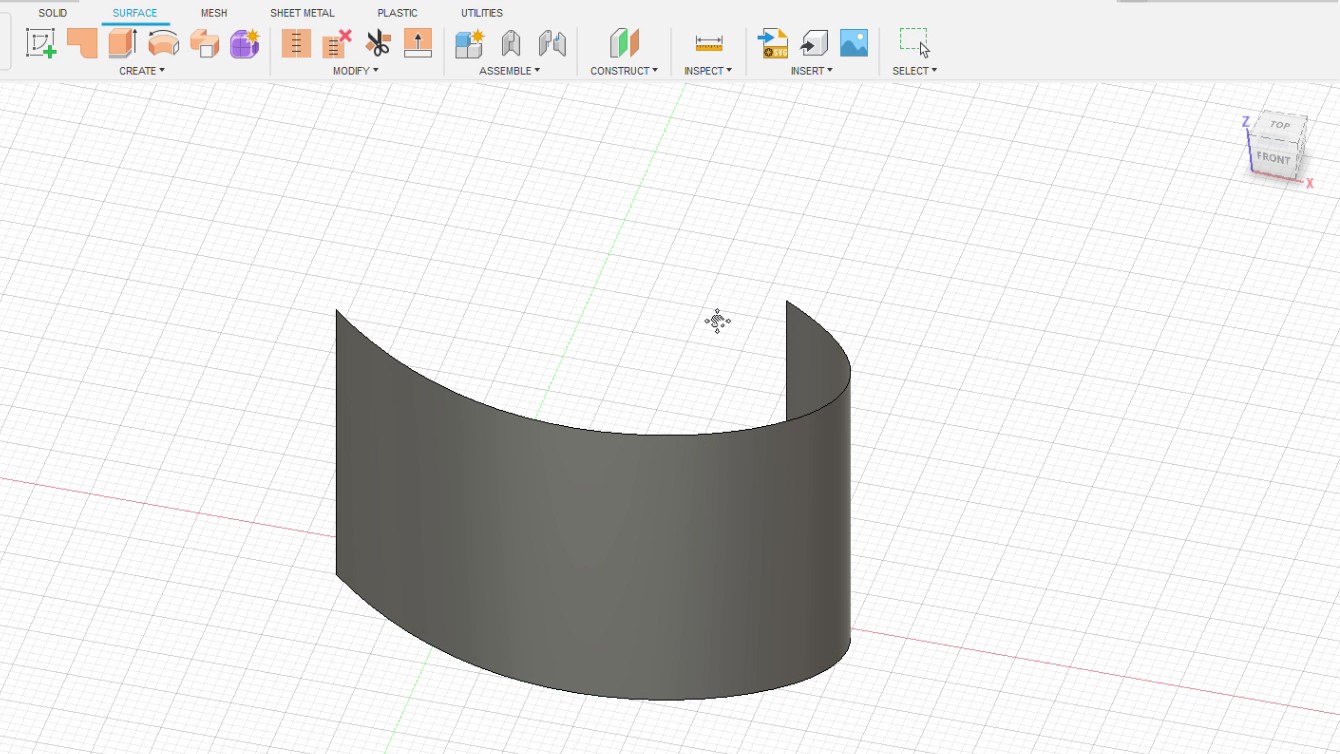 SOLID SURFACE MESH SHEET METAL PLASTIC UTILITIES
CREATE MODIFY ASSEMBLE CONSTRUCT INSPECT INSERT SELECT
Z TOP
FRONT
X